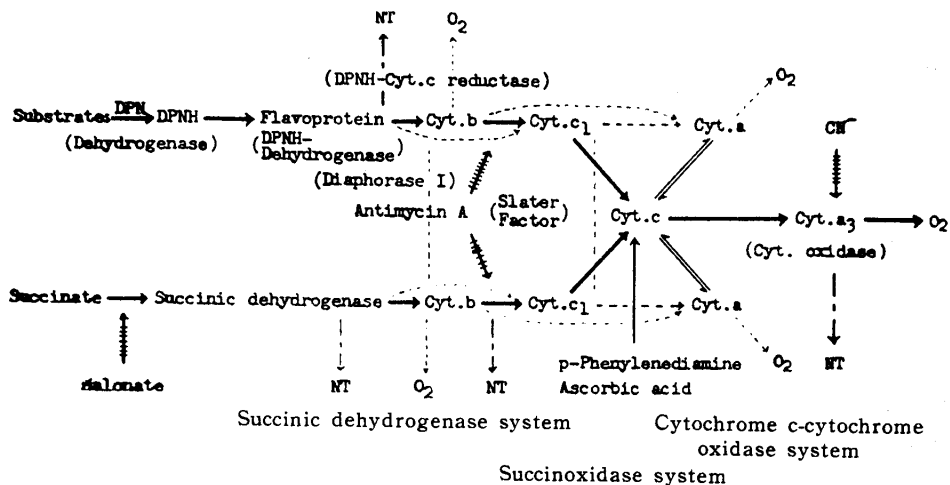 NT O2
(DPNH-Cyt.c reductase) O2
Substrates DPN DPNH Flavoprotein Cyt.b Cyt.c1 Cyt.a CN-
(Dehydrogenase) (DPNH-
Dehydrogenase)
(Diaphorase I)
Antimycin A (Slater
Factor) Cyt.c Cyt.a3 O2
(Cyt. oxidase)
Succinate Succinic dehydrogenase Cyt.b Cyt.c1 Cyt.a
Malonate NT O2 NT p-Phenylenediamine O2 NT
Ascorbic acid
Succinic dehydrogenase system Cytochrome c-cytochrome
oxidase system
Succinoxidase system